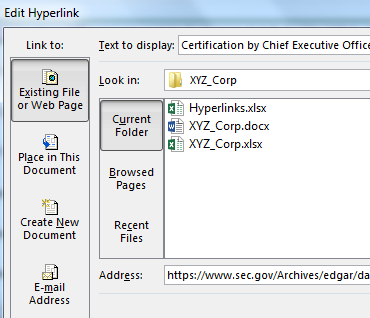 Edit Hyperlink
Link to:
Text to display: Certification by Chief Executive Office
Existing File
or Web Page
Look in: XYZ_Corp
Current
Folder
Hyperlinks.xlsx
XYZ_Corp.docx
XYZ_Corp.xlsx
Place in This
Document
Browsed
Pages
Create New
Document
Recent
Files
E-mail
Address
Address: https://www.sec.gov/Archives/edgar/da